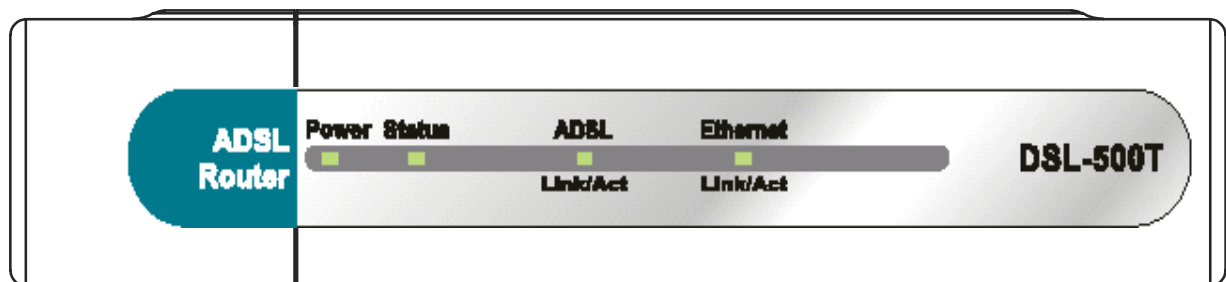 ADSL
Router
Power Status ADSL Ethernet
Link/Act Link/Act
DSL-500T